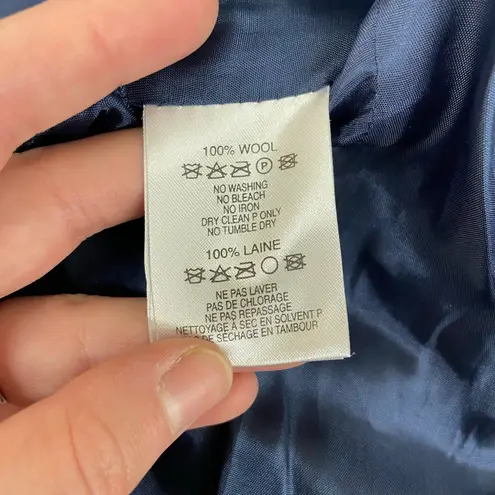 100% WOOL
P
NO WASHING
NO BLEACH
NO IRON
DRY CLEAN P ONLY
NO TUMBLE DRY
100% LAINE
NE PAS LAVER
PAS DE CHLORAGE
NE PAS REPASSAGE
NETTOYAGE À SEC EN SOLVENT P
DE SÉCHAGE EN TAMBOUR